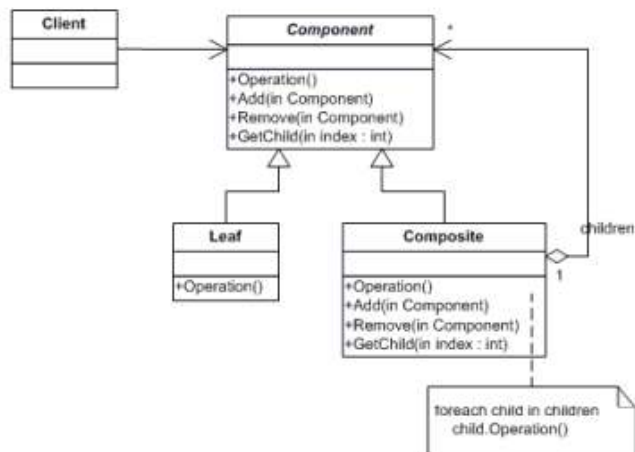 Client
Component
*
+Operation()
+Add(in Component)
+Remove(in Component)
+GetChild(in index : int)
Leaf
+Operation()
Composite
children
1
+Operation()
+Add(in Component)
+Remove(in Component)
+GetChild(in index : int)
foreach child in children
child.Operation()